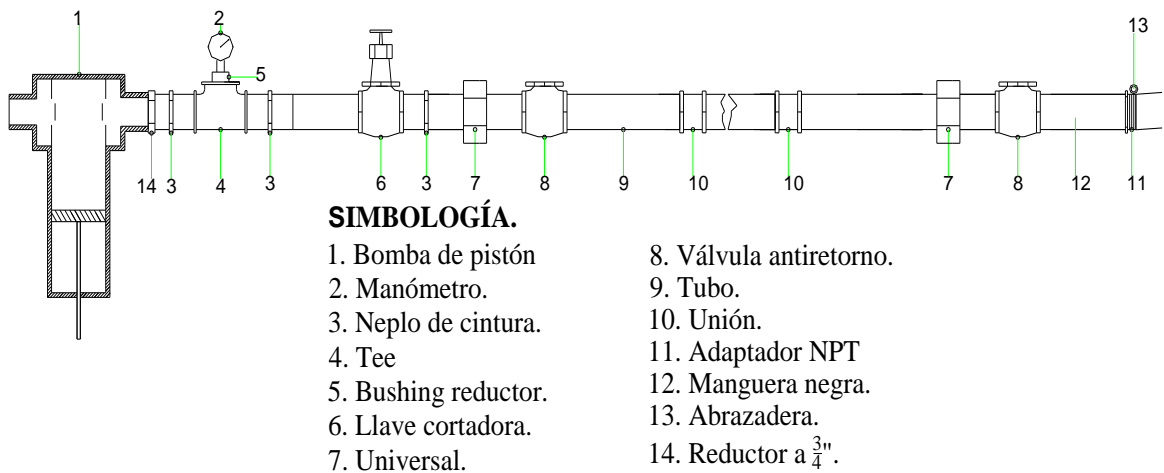 1
2
13
5
14
3
4
3
6
3
7
8
9
10
10
7
8
12
11
SIMBOLOGÍA.
1. Bomba de pistón
2. Manómetro.
3. Neplo de cintura.
4. Tee
5. Bushing reductor.
6. Llave cortadora.
7. Universal.
8. Válvula antiretorno.
9. Tubo.
10. Unión.
11. Adaptador NPT
12. Manguera negra.
13. Abrazadera.
14. Reductor a 3/4".